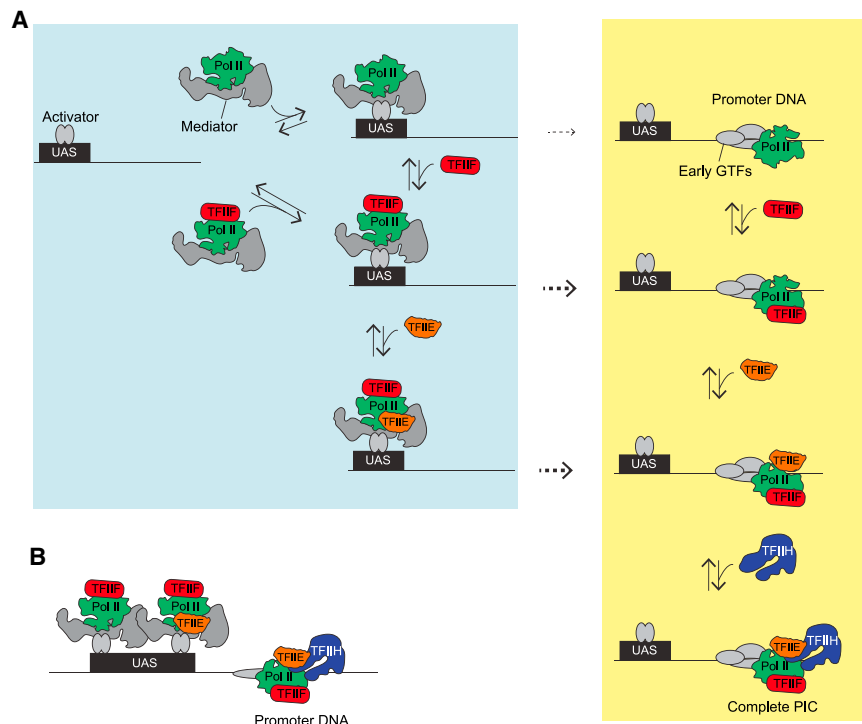 A
Pol II
Pol II
Activator
Mediator
UAS
UAS
TFIIF
TFIIF
Pol II
TFIIF
Pol II
UAS
TFIIE
TFIIF
Pol II
TFIIE
UAS
Promoter DNA
UAS
Pol II
Early GTFs
TFIIF
UAS
Pol II
TFIIF
TFIIE
UAS
TFIIE
Pol II
TFIIF
TFIIH
UAS
TFIIH
TFIIE
Pol II
TFIIF
Complete PIC
B
TFIIF
TFIIF
Pol II
Pol II
TFIIE
UAS
TFIIH
TFIIE
Pol II
TFIIF
Promoter DNA